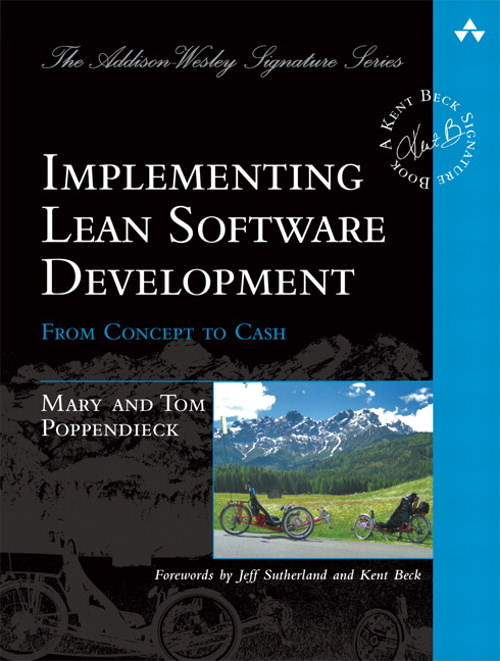 The Addison-Wesley Signature Series
A KENT BECK SIGNATURE BOOK
Kent B
IMPLEMENTING
LEAN SOFTWARE
DEVELOPMENT
FROM CONCEPT TO CASH
MARY AND TOM
POPPENDIECK
Forewords by Jeff Sutherland and Kent Beck